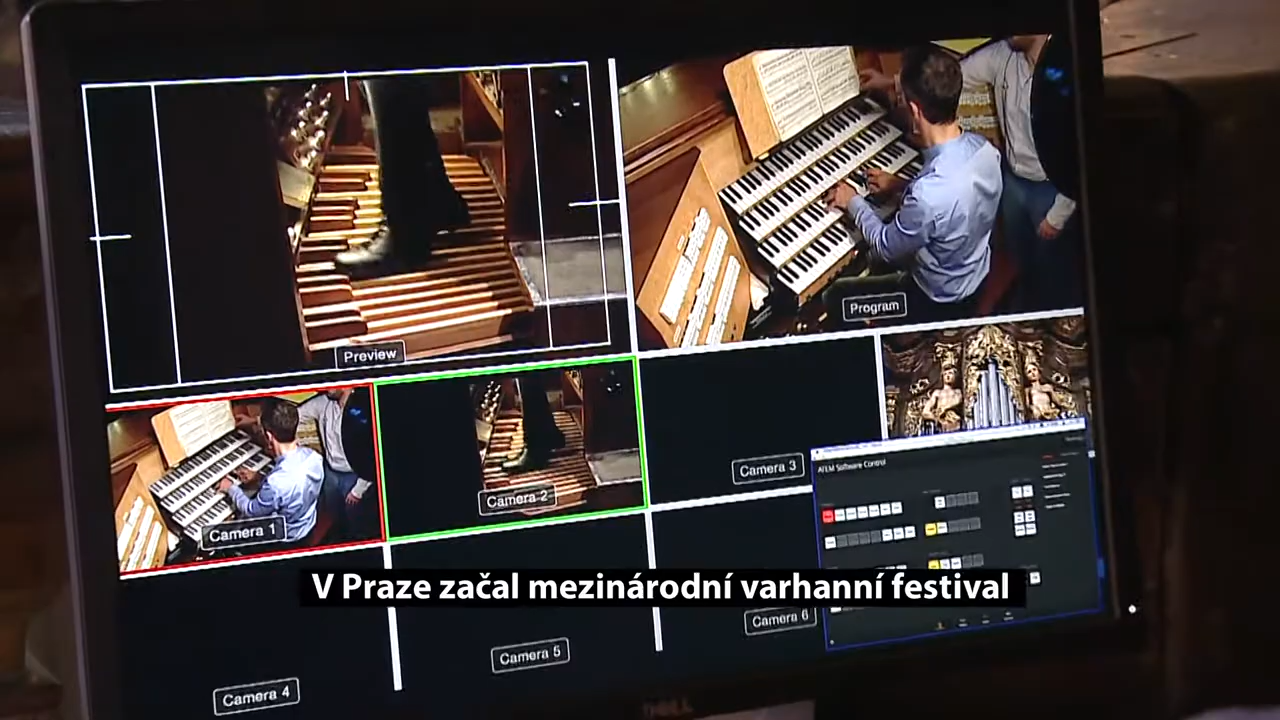 Preview
Program
Camera 1
Camera 2
Camera 3
ATEM Software Control
V Praze začal mezinárodní varhanní festival
Camera 4
Camera 5
Camera 6
DELL